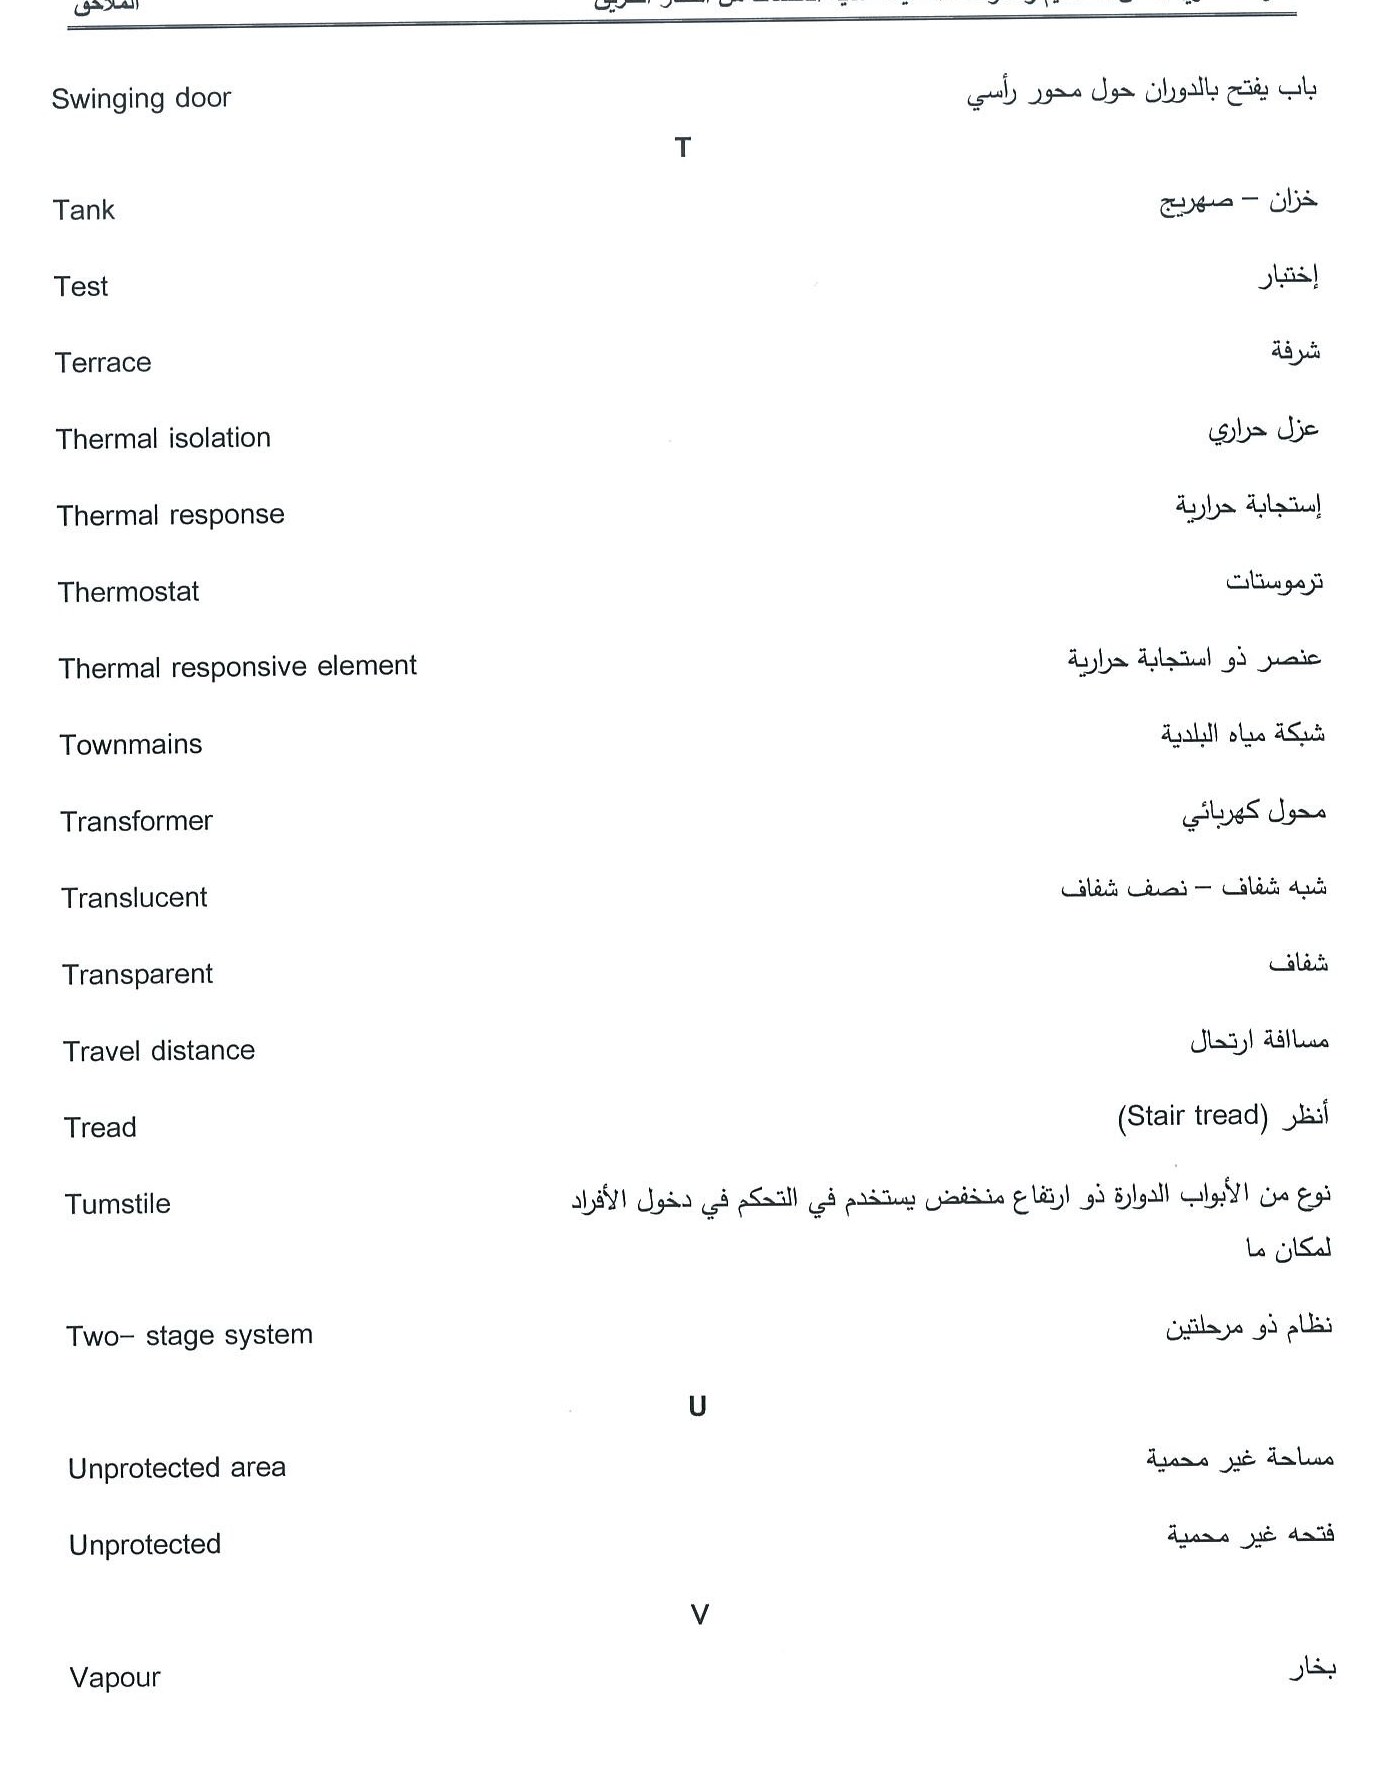 الملاحق
Swinging door باب يفتح بالدوران حول محور رأسي
T
Tank خزان – صهريج
Test إختبار
Terrace شرفة
Thermal isolation عزل حراري
Thermal response إستجابة حرارية
Thermostat ترموستات
Thermal responsive element عنصر ذو استجابة حرارية
Townmains شبكة مياه البلدية
Transformer محول كهربائي
Translucent شبه شفاف – نصف شفاف
Transparent شفاف
Travel distance مساافة ارتحال
Tread أنظر (Stair tread)
Tumstile نوع من الأبواب الدوارة ذو ارتفاع منخفض يستخدم في التحكم في دخول الأفراد
لمكان ما
Two– stage system نظام ذو مرحلتين
U
Unprotected area مساحة غير محمية
Unprotected فتحه غير محمية
V
Vapour بخار